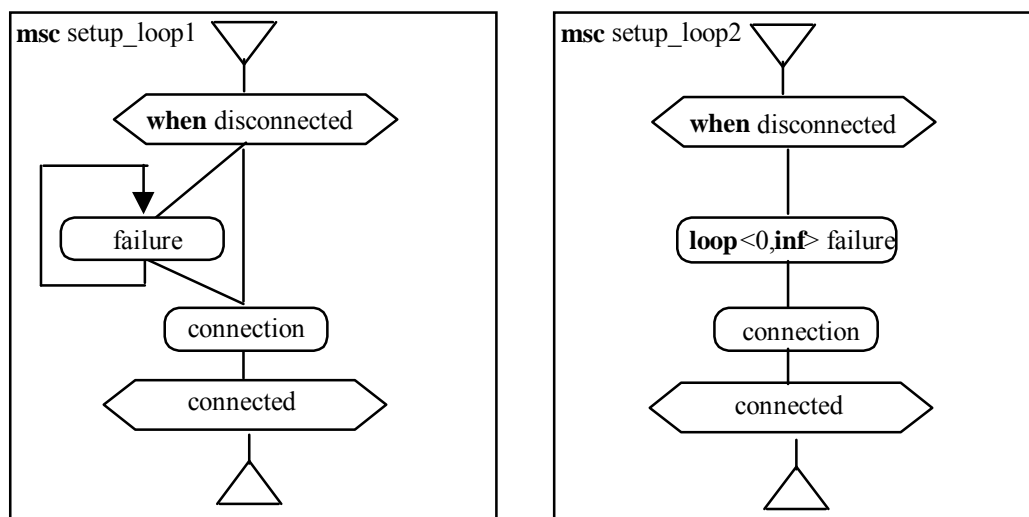 msc setup_loop1
when disconnected
failure
connection
connected
msc setup_loop2
when disconnected
loop <0,inf> failure
connection
connected